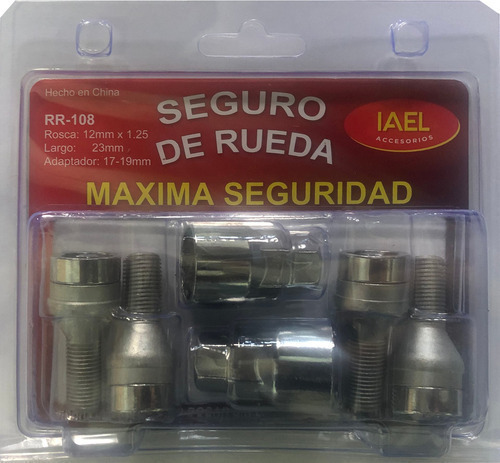 Hecho en China
RR-108
Rosca: 12mm x 1.25
Largo: 23mm
Adaptador: 17-19mm
SEGURO
DE RUEDA
IAEL
ACCESORIOS
MAXIMA SEGURIDAD